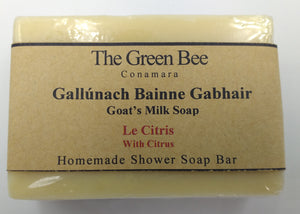 The Green Bee
Conamara
Gallúnach Bainne Gabhair
Goat's Milk Soap
Le Citris
With Citrus
Homemade Shower Soap Bar